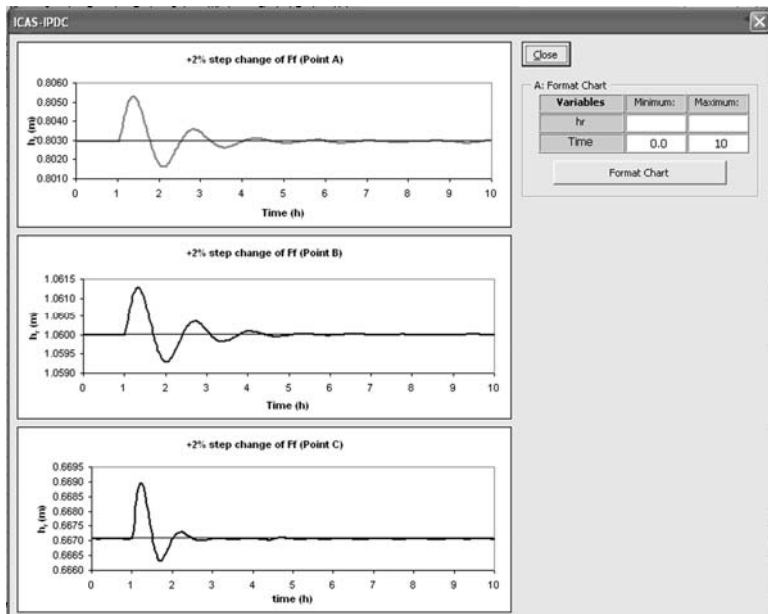 ICAS-IPDC
+2% step change of Ff (Point A)
hr (m)
0.8060
0.8050
0.8040
0.8030
0.8020
0.8010
0 1 2 3 4 5 6 7 8 9 10
Time (h)
+2% step change of Ff (Point B)
hr (m)
1.0615
1.0610
1.0605
1.0600
1.0595
1.0590
0 1 2 3 4 5 6 7 8 9 10
Time (h)
+2% step change of Ff (Point C)
hr (m)
0.6695
0.6690
0.6685
0.6680
0.6675
0.6670
0.6665
0.6660
0 1 2 3 4 5 6 7 8 9 10
time (h)
Close
A: Format Chart
Variables Minimum: Maximum:
hr
Time 0.0 10
Format Chart